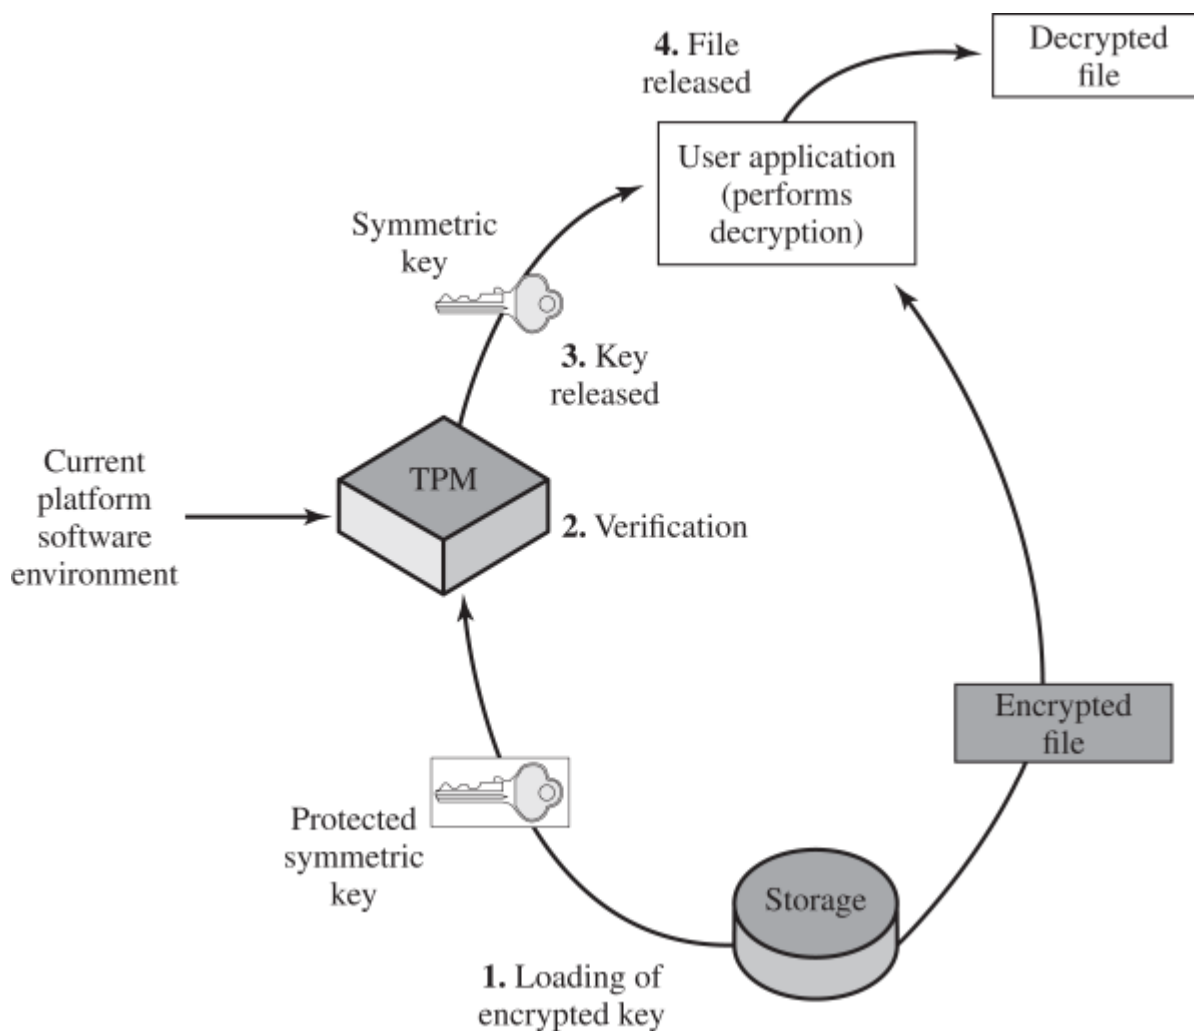 4. File
released
Decrypted
file
User application
(performs
decryption)
Symmetric
key
3. Key
released
Current
platform
software
environment
TPM
2. Verification
Encrypted
file
Protected
symmetric
key
Storage
1. Loading of
encrypted key